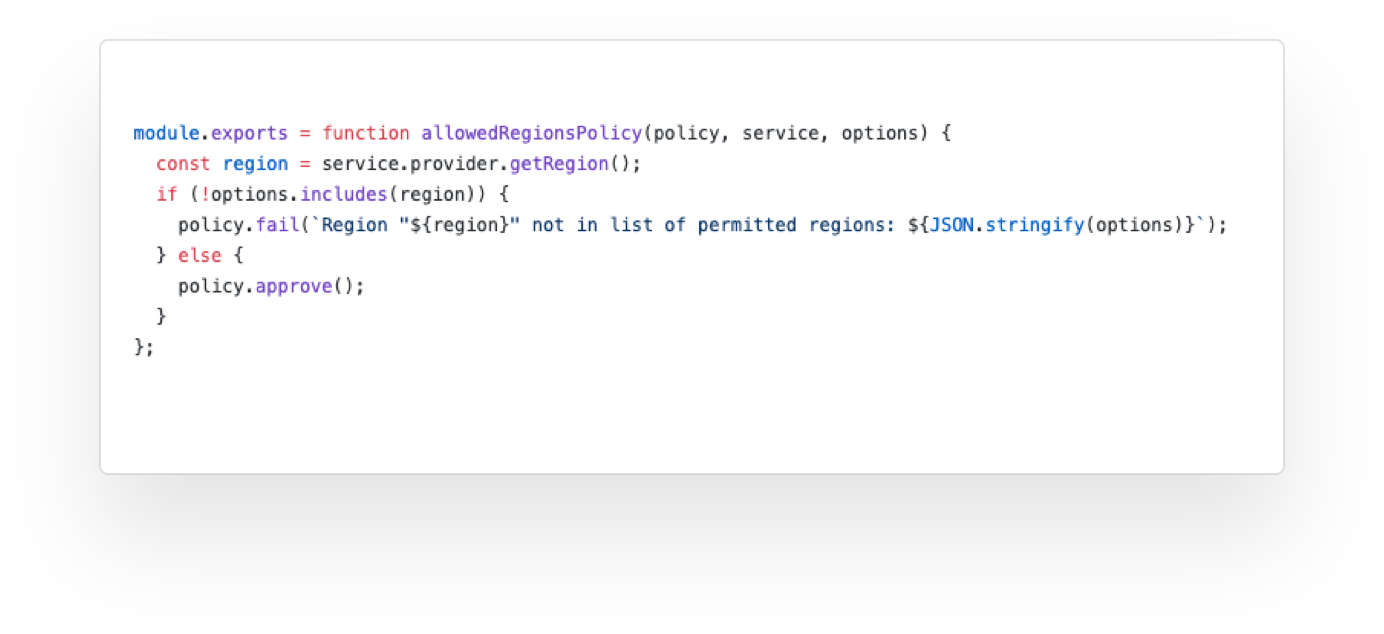 module.exports = function allowedRegionsPolicy(policy, service, options) {
  const region = service.provider.getRegion();
  if (!options.includes(region)) {
    policy.fail(`Region "${region}" not in list of permitted regions: ${JSON.stringify(options)}`);
  } else {
    policy.approve();
  }
};